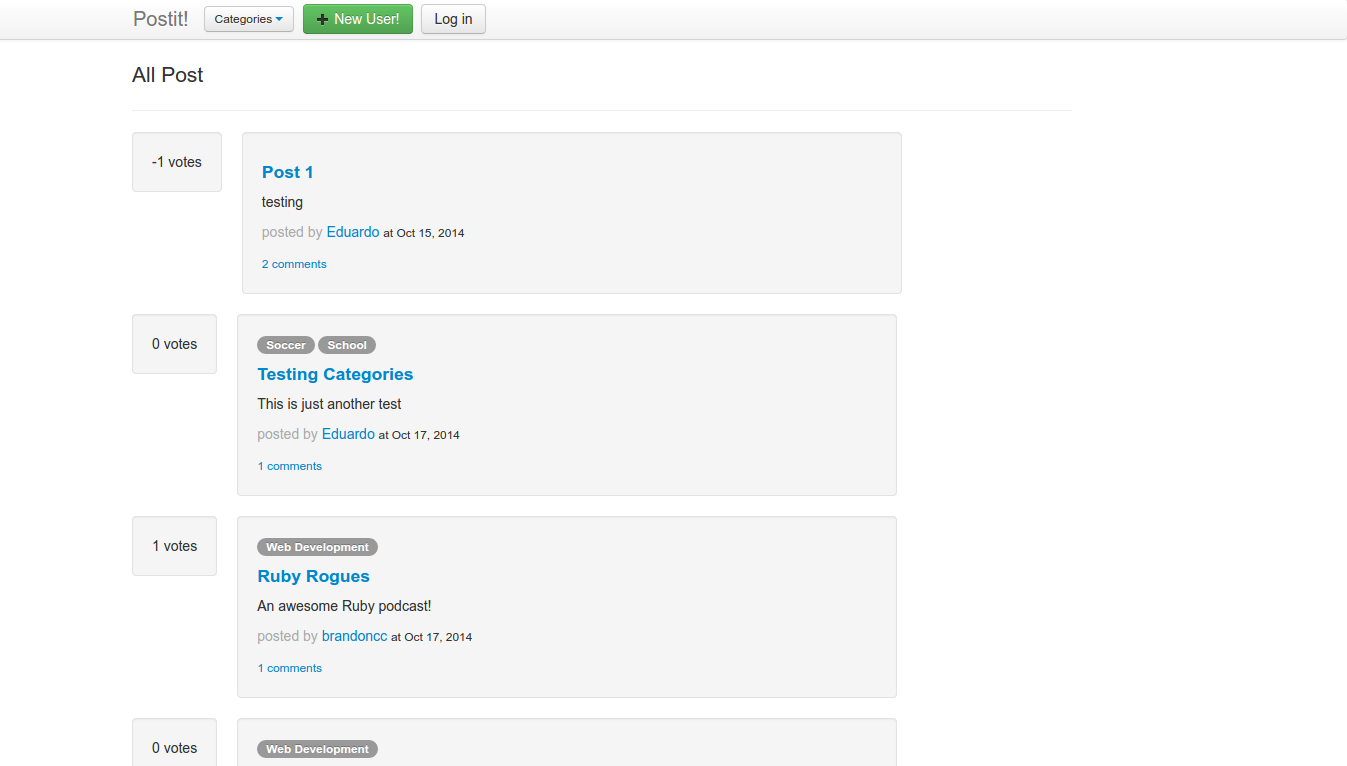 Postit! Categories New User! Log in
All Post
-1 votes
Post 1
testing
posted by Eduardo at Oct 15, 2014
2 comments
0 votes
Soccer School
Testing Categories
This is just another test
posted by Eduardo at Oct 17, 2014
1 comments
1 votes
Web Development
Ruby Rogues
An awesome Ruby podcast!
posted by brandoncc at Oct 17, 2014
1 comments
0 votes
Web Development